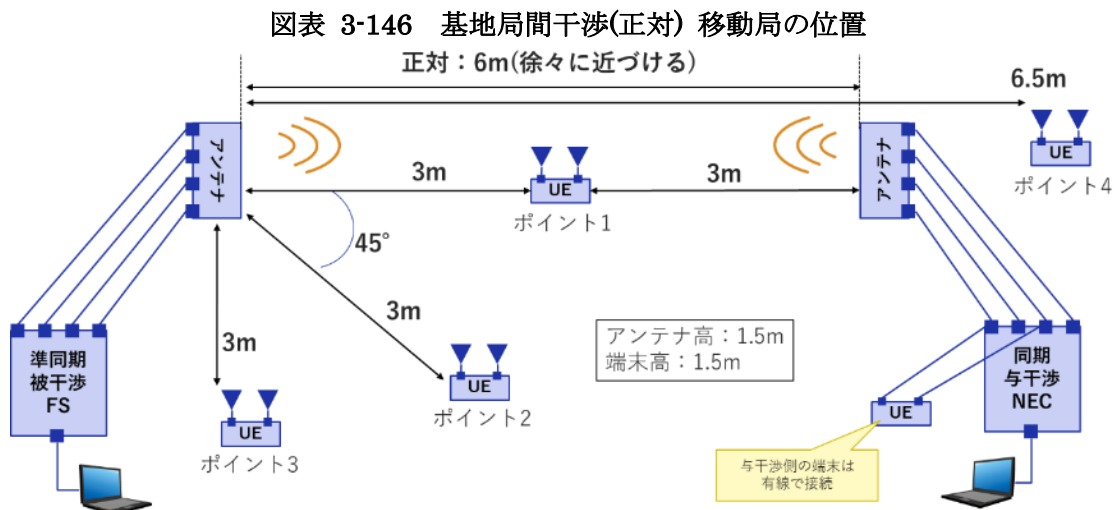 図表 3-146 基地局間干渉(正対) 移動局の位置
正対：6m(徐々に近づける)
6.5m
アンテナ
3m
UE
ポイント1
3m
アンテナ
UE
ポイント4
45°
3m
3m
準同期
被干渉
FS
UE
ポイント3
UE
ポイント2
アンテナ高：1.5m
端末高：1.5m
UE
同期
与干渉
NEC
与干渉側の端末は
有線で接続